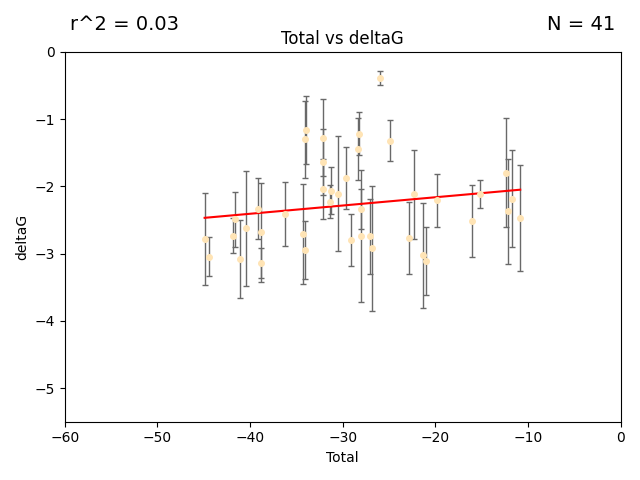 r^2 = 0.03
N = 41
Total vs deltaG
deltaG
0
−1
−2
−3
−4
−5
−60
−50
−40
−30
−20
−10
0
Total